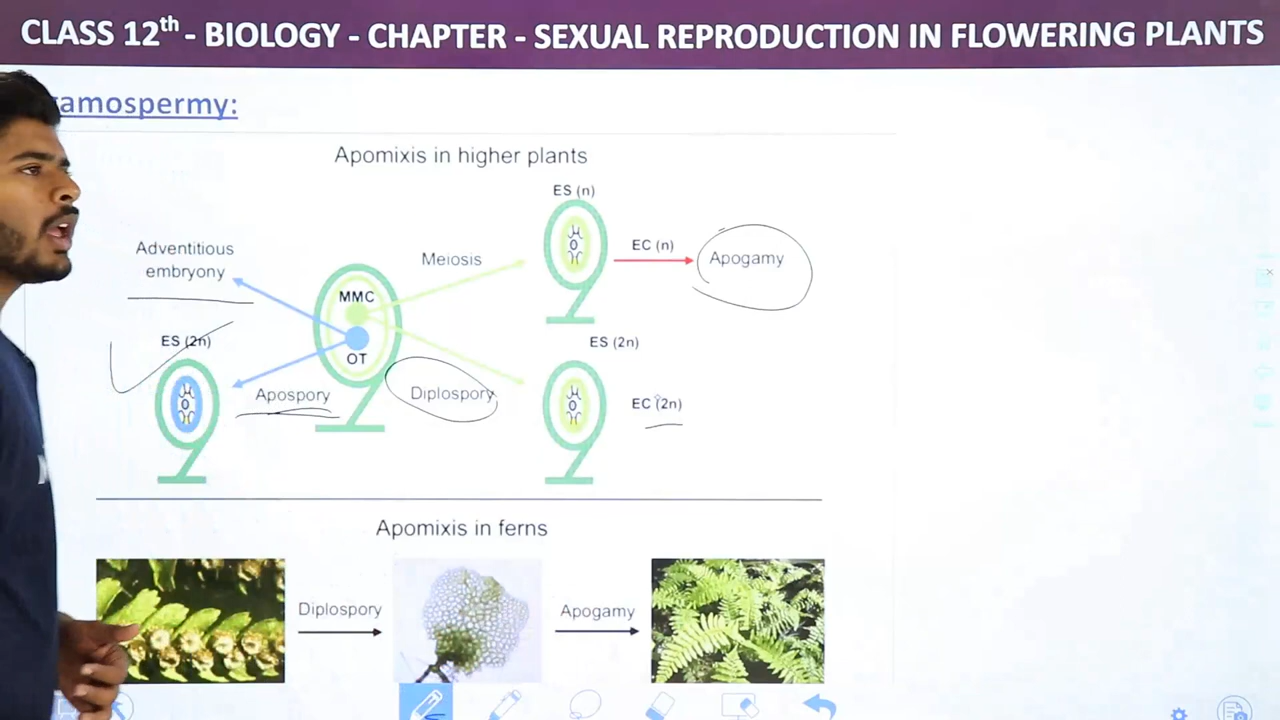 CLASS 12th - BIOLOGY - CHAPTER - SEXUAL REPRODUCTION IN FLOWERING PLANTS
amospermy:
Apomixis in higher plants
ES (n)
Adventitious
embryony
Meiosis
EC (n)
Apogamy
MMC
OT
ES (2n)
ES (2n)
Apospory
Diplospory
EC (2n)
Apomixis in ferns
Diplospory
Apogamy